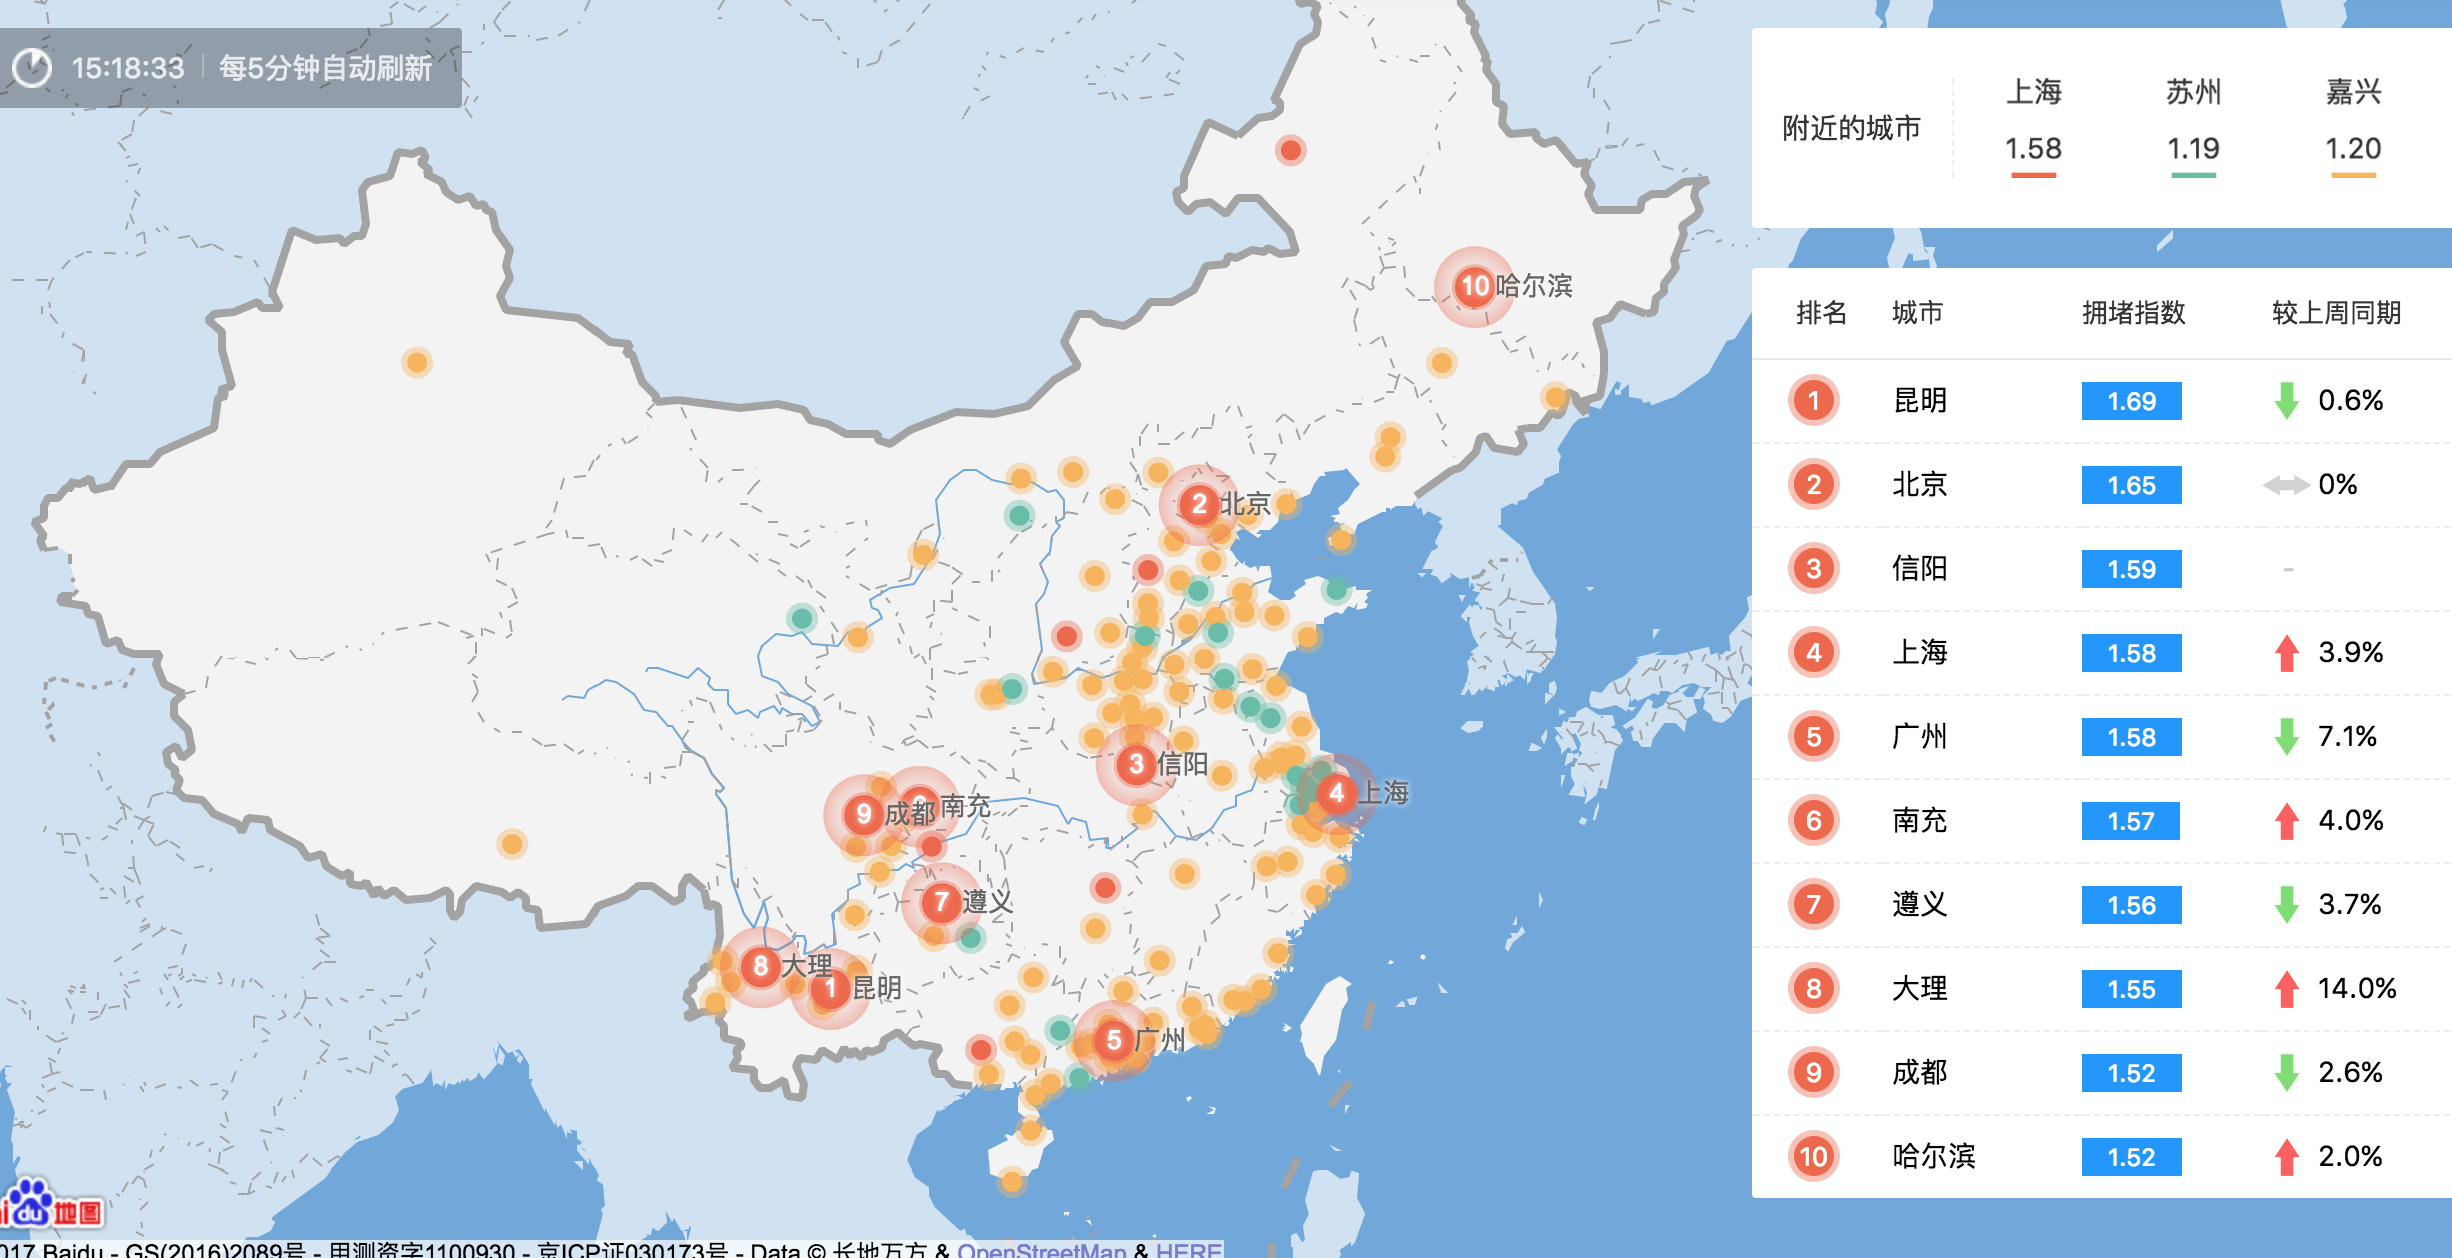 15:18:33 每5分钟自动刷新
附近的城市
上海 苏州 嘉兴
1.58 1.19 1.20
排名 城市 拥堵指数 较上周同期
1 昆明 1.69 0.6%
2 北京 1.65 0%
3 信阳 1.59 -
4 上海 1.58 3.9%
5 广州 1.58 7.1%
6 南充 1.57 4.0%
7 遵义 1.56 3.7%
8 大理 1.55 14.0%
9 成都 1.52 2.6%
10 哈尔滨 1.52 2.0%
10 哈尔滨
2 北京
3 信阳
4 上海
9 成都
南充
7 遵义
8 大理
1 昆明
5 广州
du 地图
017 Baidu - GS(2016)2089号 - 甲测资字1100930 - 京ICP证030173号 - Data © 长地万方 & OpenStreetMap & HERE